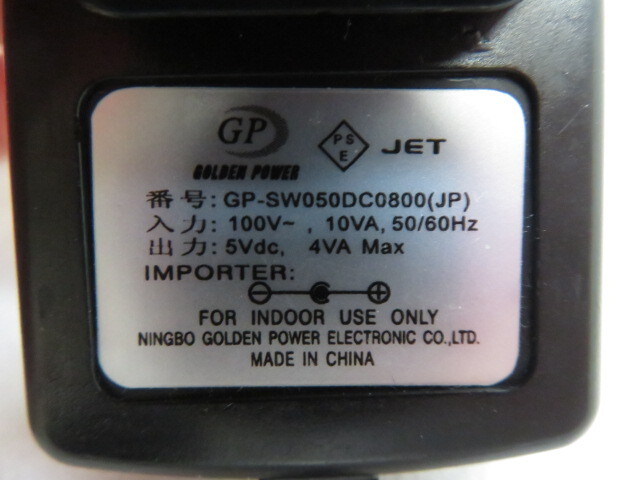 GP
GOLDEN POWER
PS
E
JET
番号: GP-SW050DC0800(JP)
入力: 100V~ , 10VA, 50/60Hz
出力: 5Vdc, 4VA Max
IMPORTER:
FOR INDOOR USE ONLY
NINGBO GOLDEN POWER ELECTRONIC CO.,LTD.
MADE IN CHINA